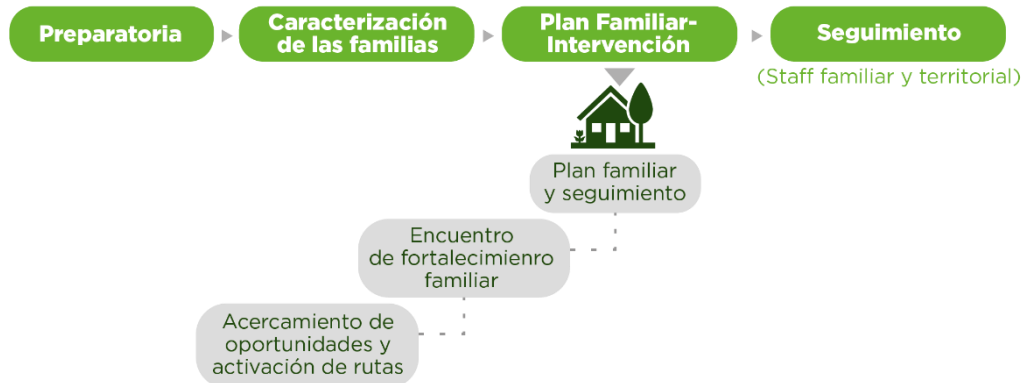 Preparatoria
Caracterización
de las familias
Plan Familiar-
Intervención
Seguimiento
(Staff familiar y territorial)
Plan familiar
y seguimiento
Encuentro
de fortalecimienro
familiar
Acercamiento de
oportunidades y
activación de rutas